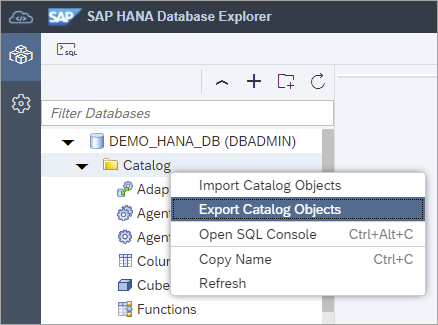 SAP SAP HANA Database Explorer
SQL
Filter Databases
DEMO_HANA_DB (DBADMIN)
Catalog
Import Catalog Objects
Export Catalog Objects
Open SQL Console Ctrl+Alt+C
Copy Name Ctrl+C
Refresh
Adap
Agen
Agen
Colu
Cube
Functions